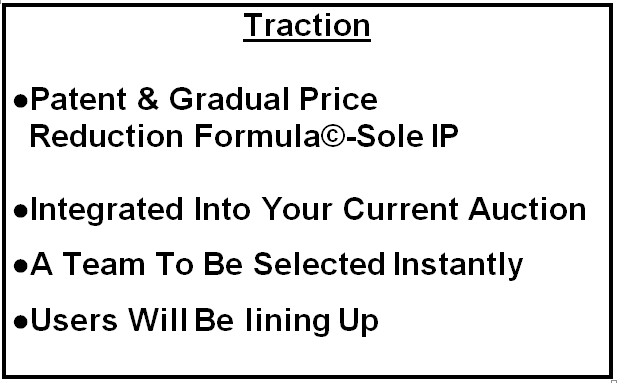 Traction
●Patent & Gradual Price
Reduction Formula©-Sole IP
●Integrated Into Your Current Auction
●A Team To Be Selected Instantly
●Users Will Be lining Up